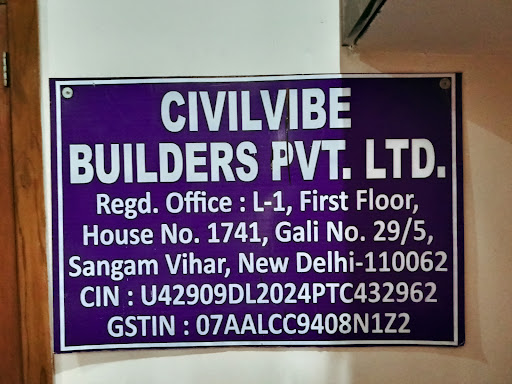 CIVILVIBE
BUILDERS PVT. LTD.
Regd. Office : L-1, First Floor,
House No. 1741, Gali No. 29/5,
Sangam Vihar, New Delhi-110062
CIN : U42909DL2024PTC432962
GSTIN : 07AALCC9408N1Z2